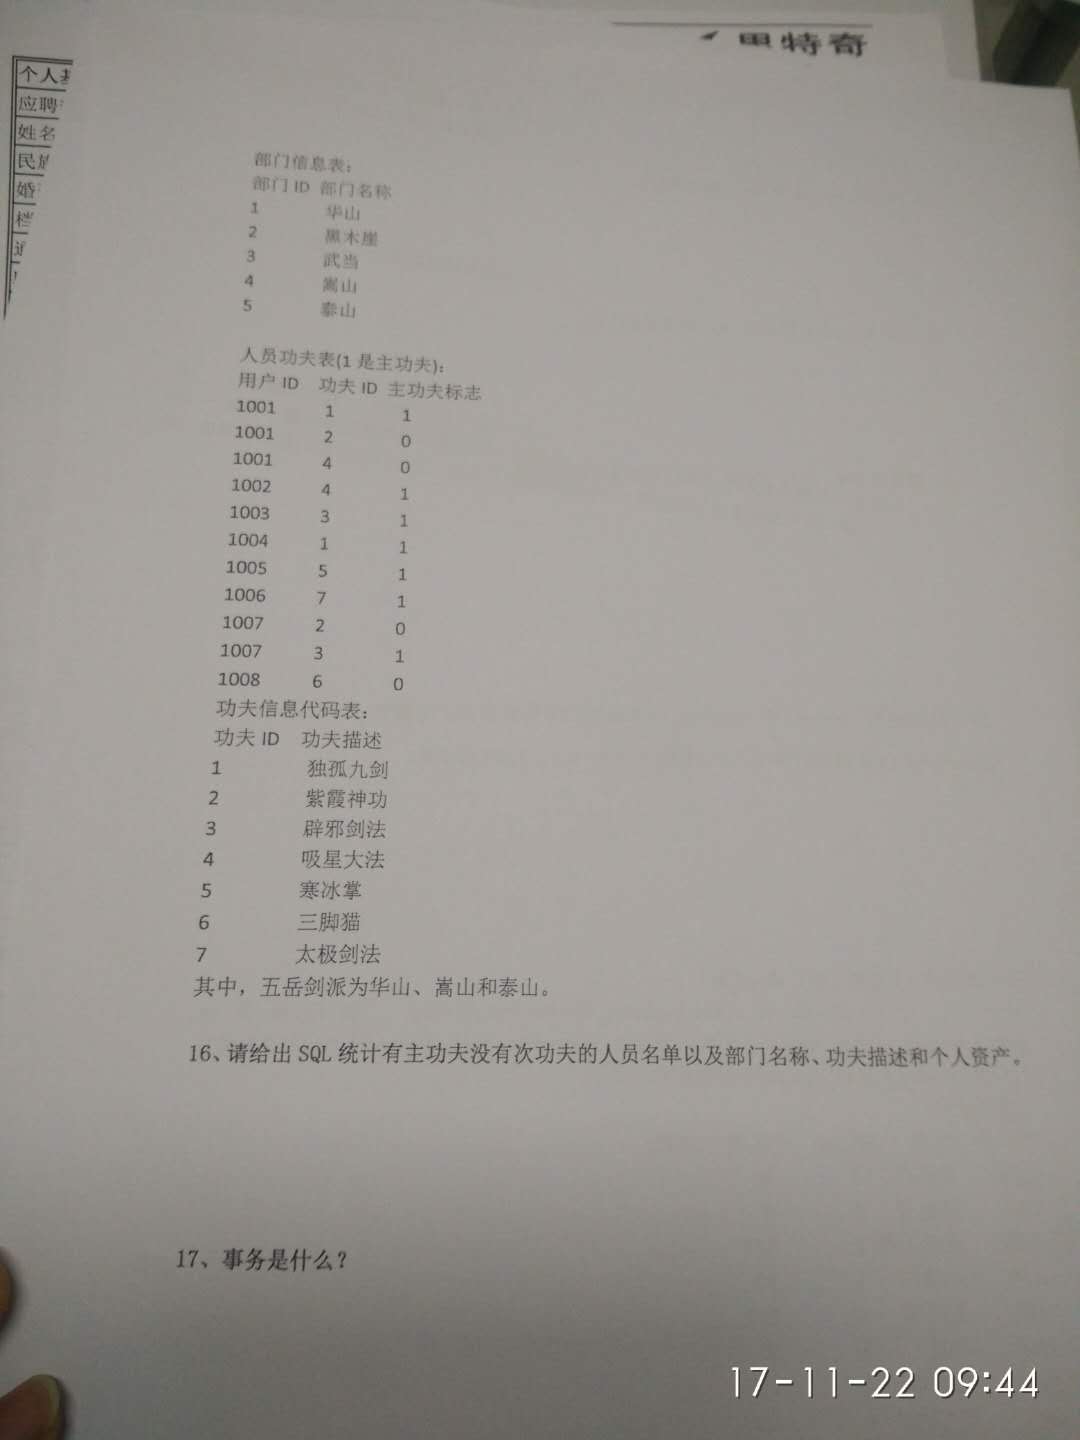 特奇
个人
应聘
姓名
民
婚
档
部门信息表：
部门 ID 部门名称
1 华山
2 黑木崖
3 武当
4 嵩山
5 泰山
人员功夫表(1 是主功夫)：
用户 ID 功夫 ID 主功夫标志
1001 1 1
1001 2 0
1001 4 0
1002 4 1
1003 3 1
1004 1 1
1005 5 1
1006 7 1
1007 2 0
1007 3 1
1008 6 0
功夫信息代码表：
功夫 ID 功夫描述
1 独孤九剑
2 紫霞神功
3 辟邪剑法
4 吸星大法
5 寒冰掌
6 三脚猫
7 太极剑法
其中，五岳剑派为华山、嵩山和泰山。
16、请给出 SQL 统计有主功夫没有次功夫的人员名单以及部门名称、功夫描述和个人资产。
17、事务是什么？
17-11-22 09:44